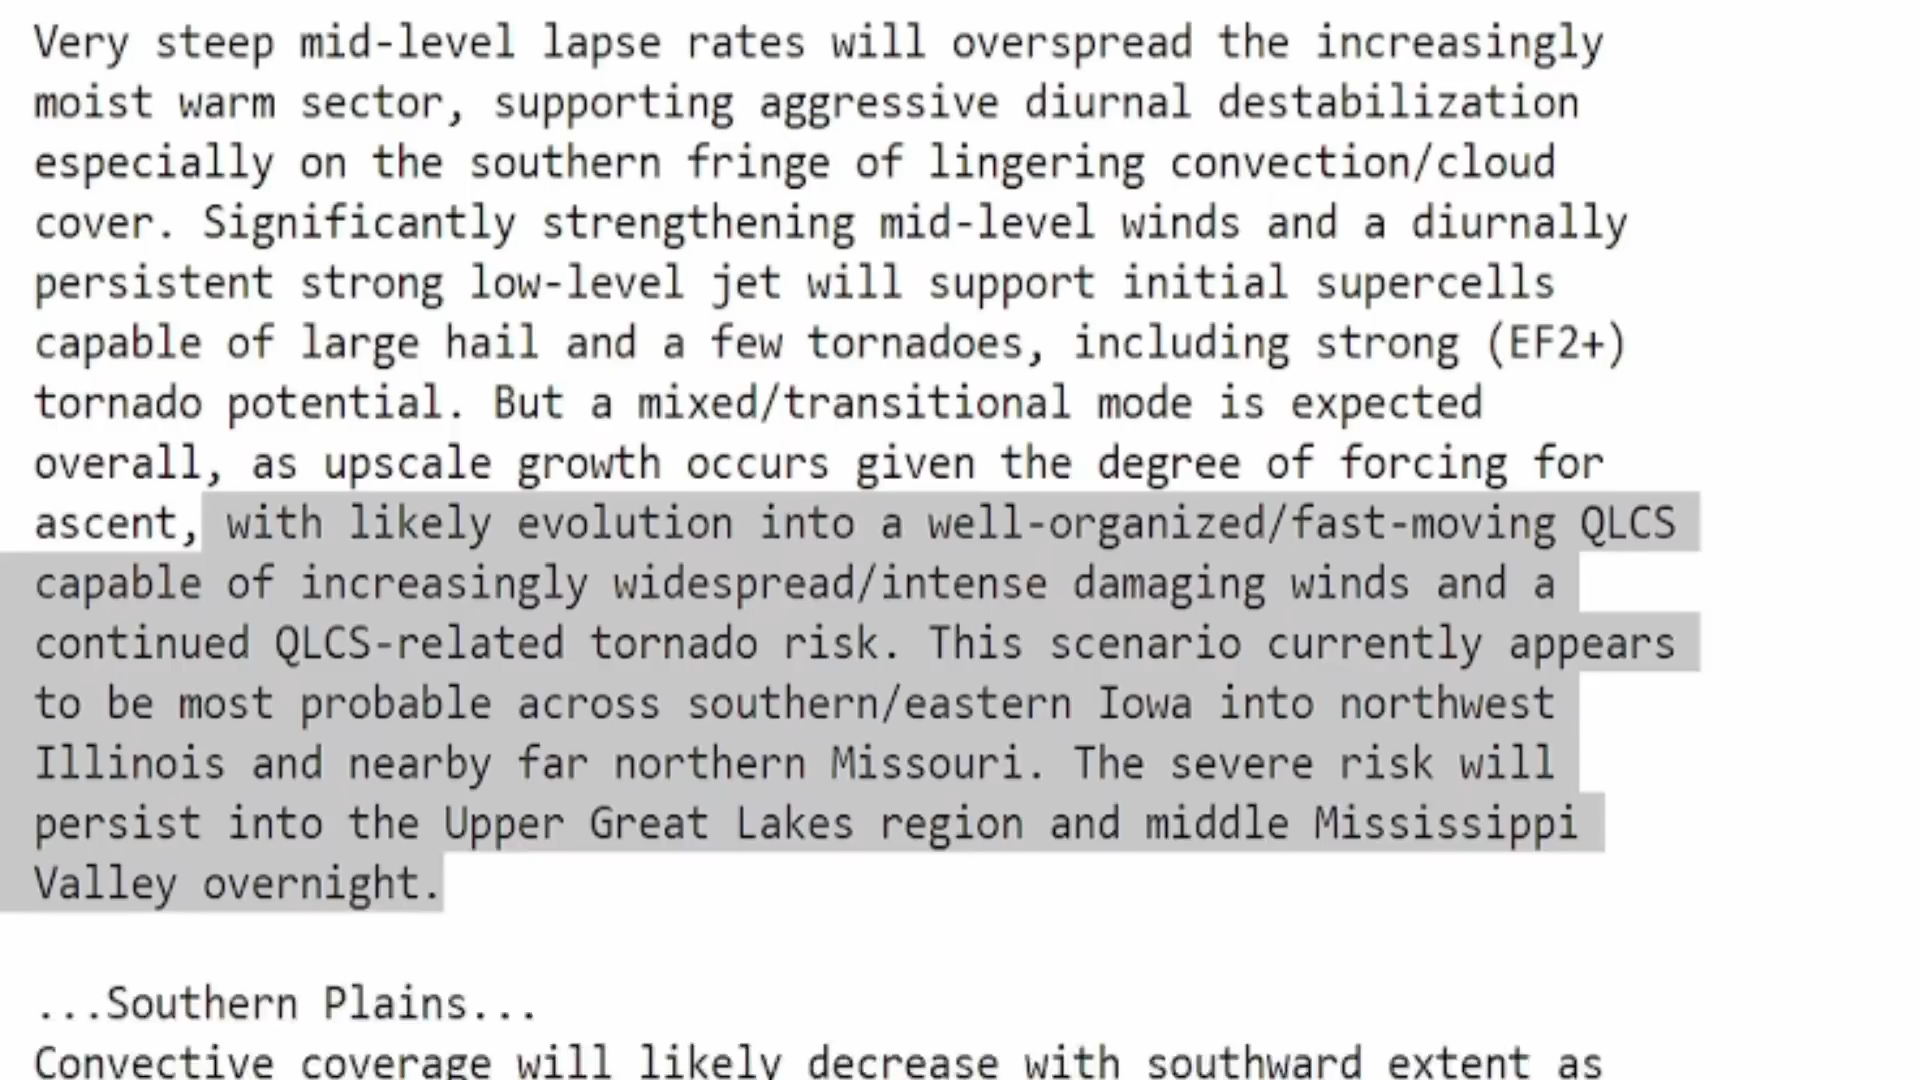 Very steep mid-level lapse rates will overspread the increasingly
moist warm sector, supporting aggressive diurnal destabilization
especially on the southern fringe of lingering convection/cloud
cover. Significantly strengthening mid-level winds and a diurnally
persistent strong low-level jet will support initial supercells
capable of large hail and a few tornadoes, including strong (EF2+)
tornado potential. But a mixed/transitional mode is expected
overall, as upscale growth occurs given the degree of forcing for
ascent, with likely evolution into a well-organized/fast-moving QLCS
capable of increasingly widespread/intense damaging winds and a
continued QLCS-related tornado risk. This scenario currently appears
to be most probable across southern/eastern Iowa into northwest
Illinois and nearby far northern Missouri. The severe risk will
persist into the Upper Great Lakes region and middle Mississippi
Valley overnight.
...Southern Plains...
Convective coverage will likely decrease with southward extent as